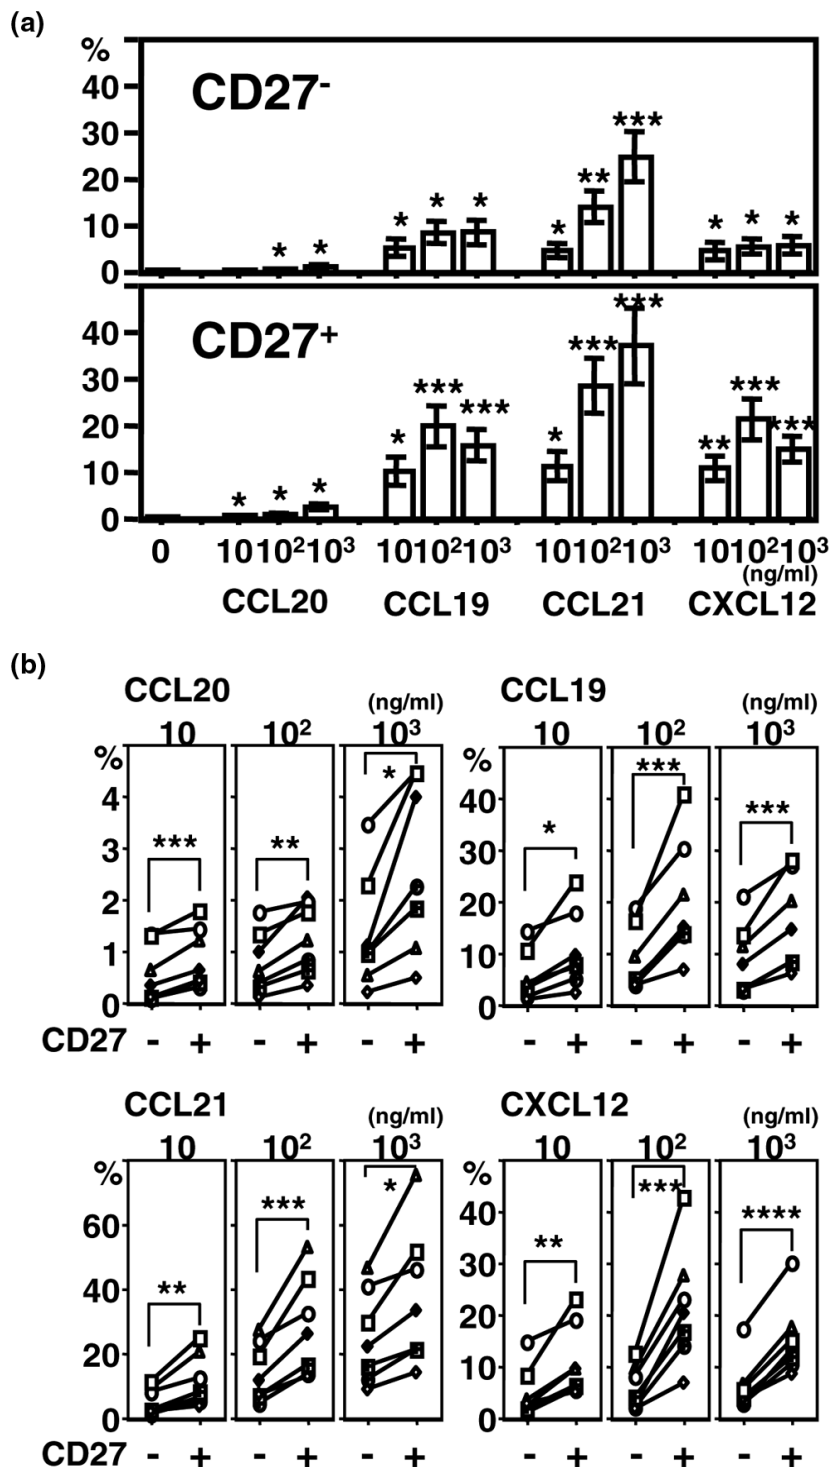 (a)
%
CD27-
40
30
20
10
0
* * * * * * ** *** * * *
CD27+
40
30
20
10
0
* * * * *** *** * *** *** ** *** ***
0 10 10² 10³ 10 10² 10³ 10 10² 10³ 10 10² 10³
(ng/ml)
CCL20 CCL19 CCL21 CXCL12
(b)
CCL20 (ng/ml)
10 10² 10³
%
4
3
2
1
0
*** ** *
CD27 - + - + - +
CCL19 (ng/ml)
10 10² 10³
%
40
30
20
10
0
* *** ***
- + - + - +
CCL21 (ng/ml)
10 10² 10³
%
60
40
20
0
** *** *
CD27 - + - + - +
CXCL12 (ng/ml)
10 10² 10³
%
40
30
20
10
0
** *** ****
- + - + - +